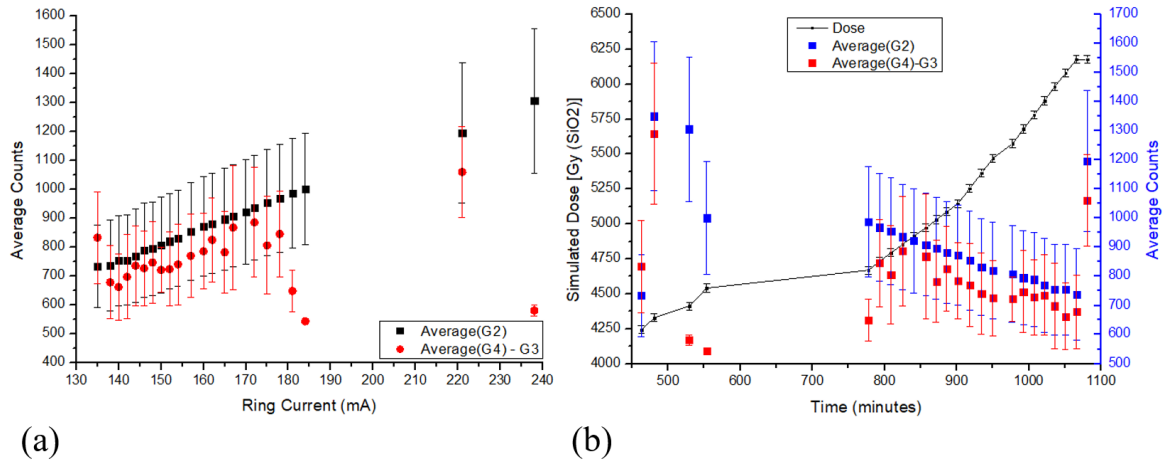 1600
1500
1400
1300
1200
1100
1000
900
800
700
600
500
400
Average Counts
130 140 150 160 170 180 190 200 210 220 230 240
Ring Current (mA)
Average(G2)
Average(G4) - G3
(a)
6500
6250
6000
5750
5500
5250
5000
4750
4500
4250
4000
Simulated Dose [Gy (SiO2)]
Dose
Average(G2)
Average(G4)-G3
1700
1600
1500
1400
1300
1200
1100
1000
900
800
700
600
500
Average Counts
500 600 700 800 900 1000 1100
Time (minutes)
(b)